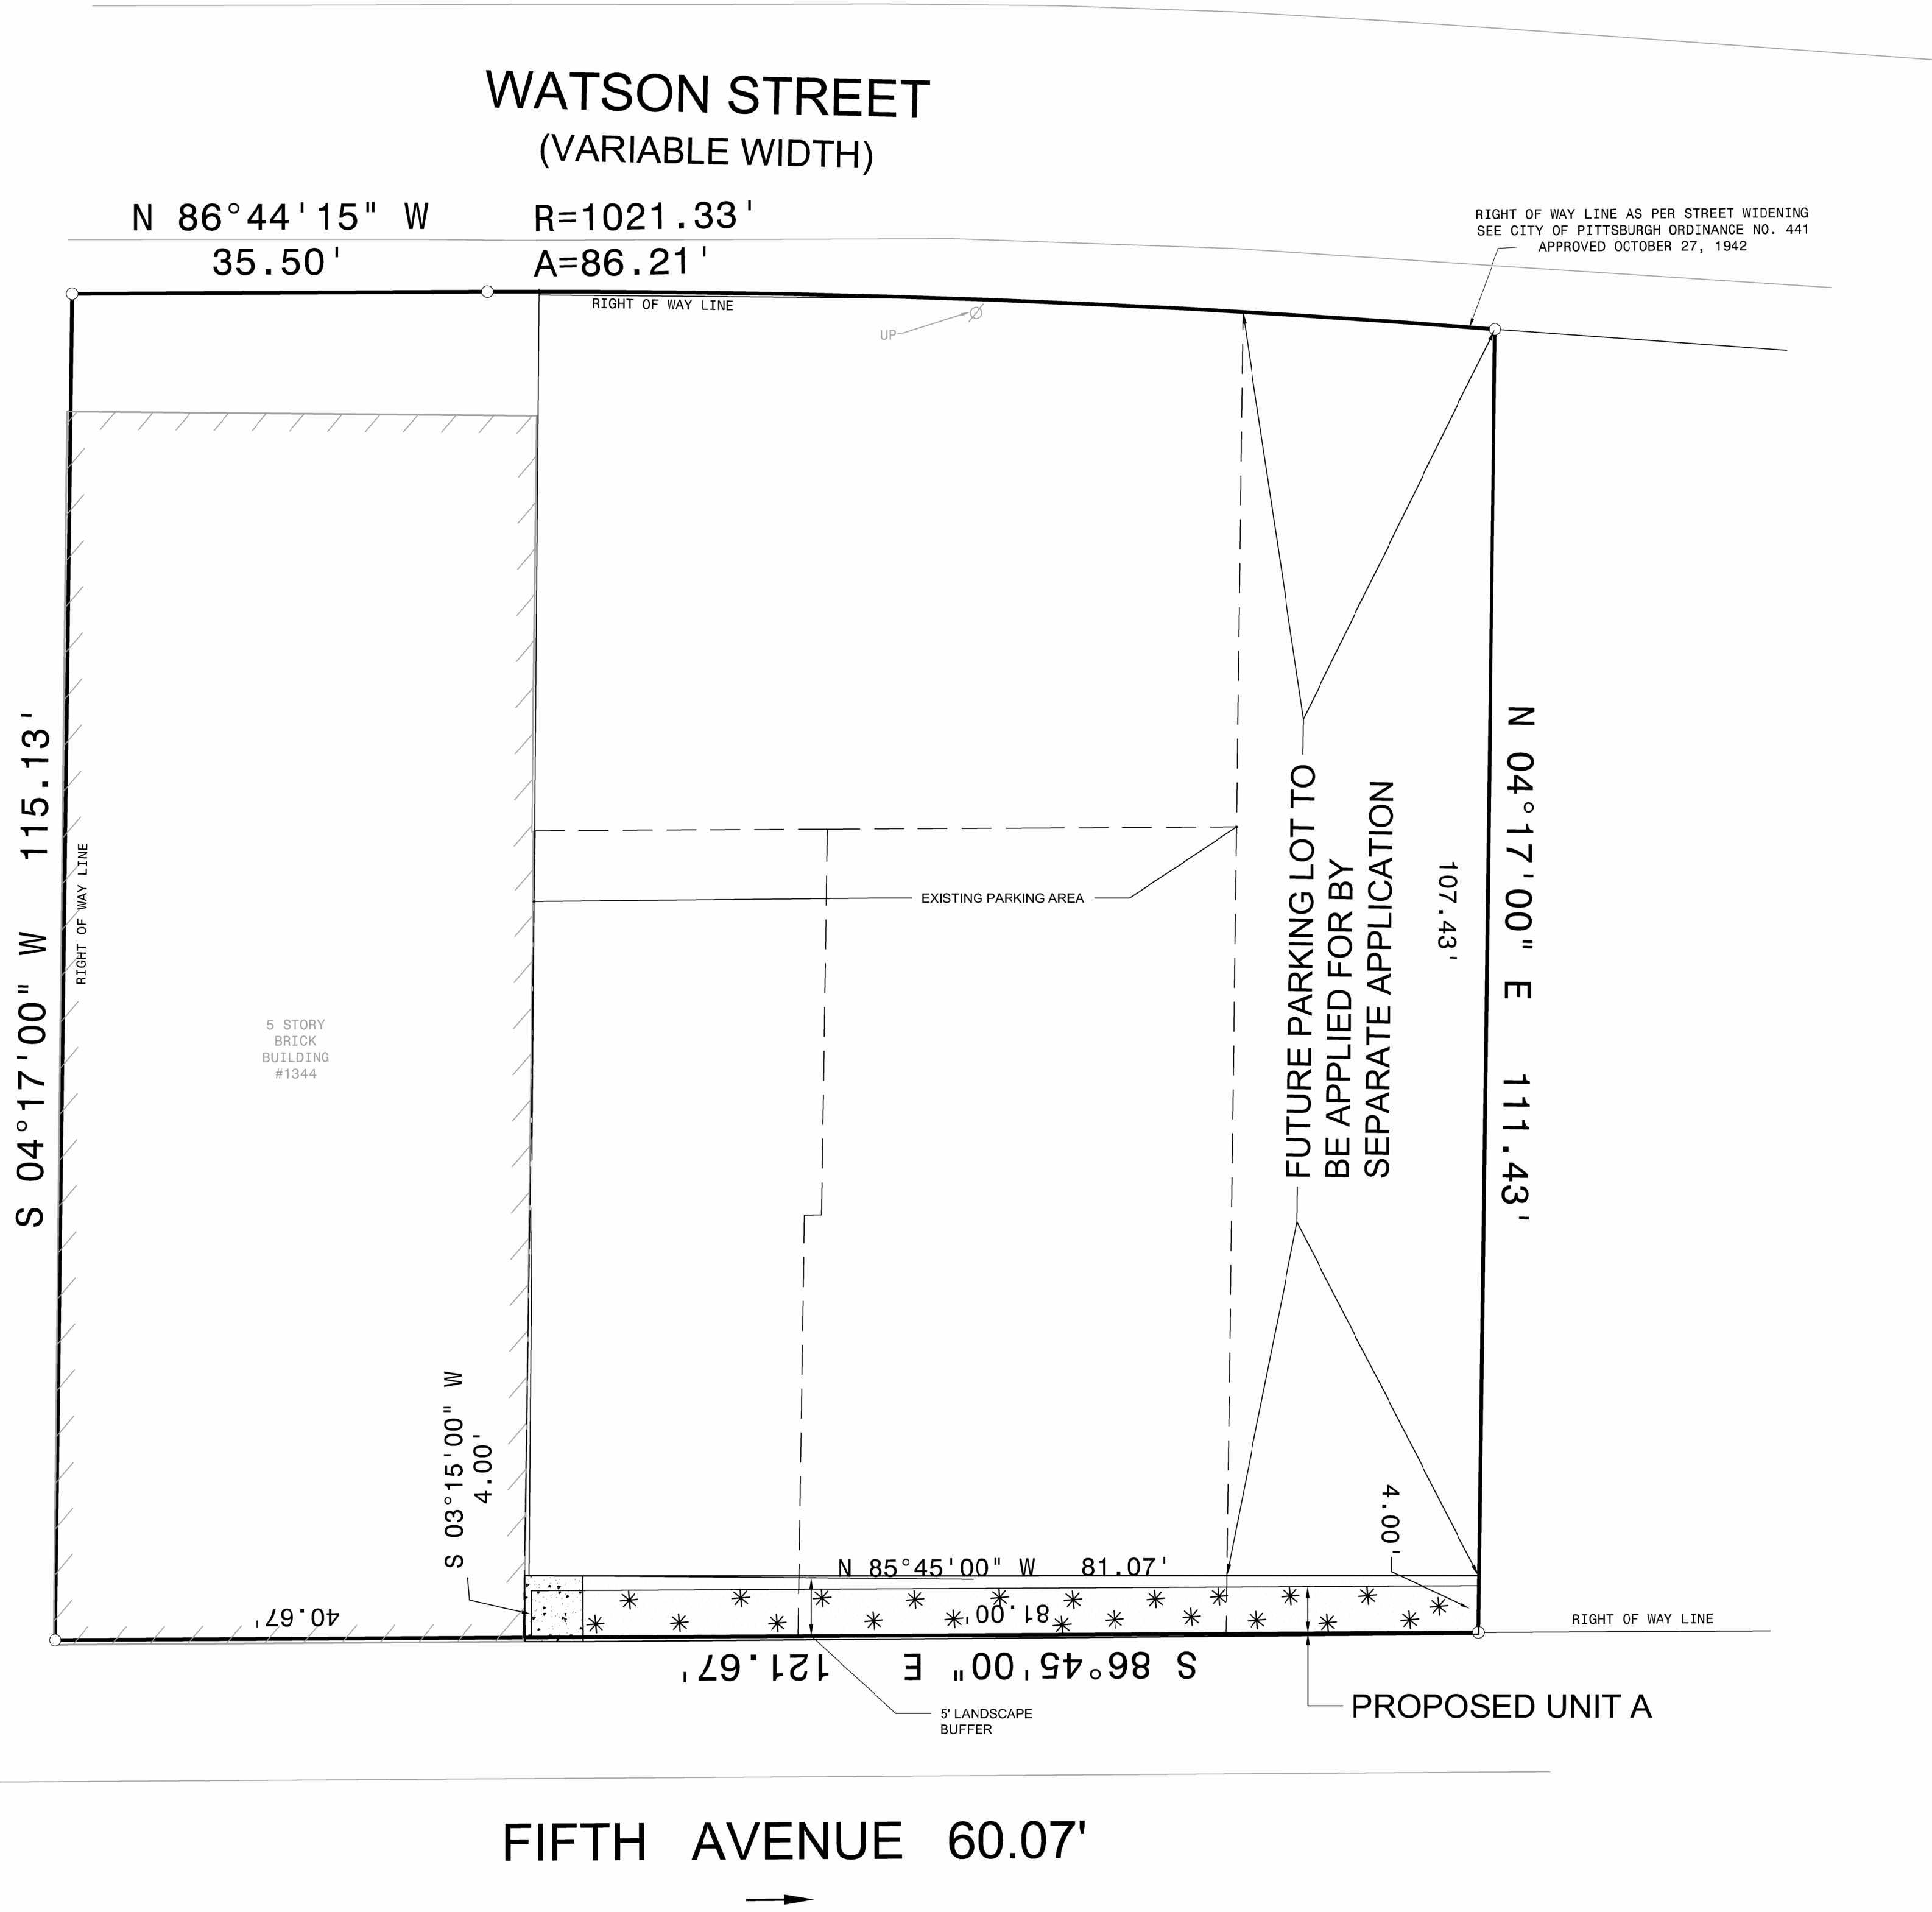 WATSON STREET
(VARIABLE WIDTH)
N 86°44'15" W
35.50'
R=1021.33'
A=86.21'
RIGHT OF WAY LINE AS PER STREET WIDENING
SEE CITY OF PITTSBURGH ORDINANCE NO. 441
APPROVED OCTOBER 27, 1942
RIGHT OF WAY LINE
UP
S 04°17'00" W 115.13'
RIGHT OF WAY LINE
5 STORY
BRICK
BUILDING
#1344
EXISTING PARKING AREA
FUTURE PARKING LOT TO
BE APPLIED FOR BY
SEPARATE APPLICATION
107.43'
N 04°17'00" E 111.43'
S 03°15'00" W
4.00'
4.00'
N 85°45'00" W 81.07'
40.67'
81.00'
RIGHT OF WAY LINE
S 86°45'00" E 121.67'
5' LANDSCAPE
BUFFER
PROPOSED UNIT A
FIFTH AVENUE 60.07'